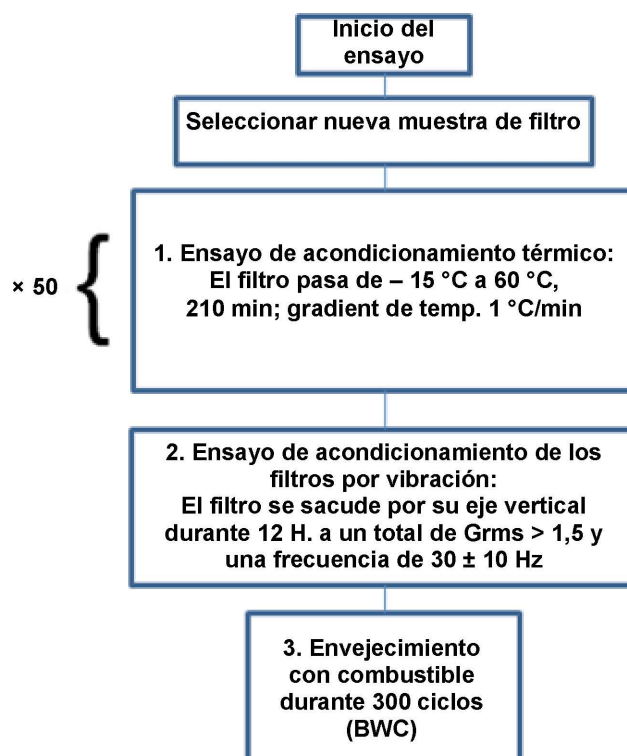 Inicio del
ensayo
Seleccionar nueva muestra de filtro
× 50
1. Ensayo de acondicionamiento térmico:
El filtro pasa de – 15 °C a 60 °C,
210 min; gradient de temp. 1 °C/min
2. Ensayo de acondicionamiento de los
filtros por vibración:
El filtro se sacude por su eje vertical
durante 12 H. a un total de Grms > 1,5 y
una frecuencia de 30 ± 10 Hz
3. Envejecimiento
con combustible
durante 300 ciclos
(BWC)